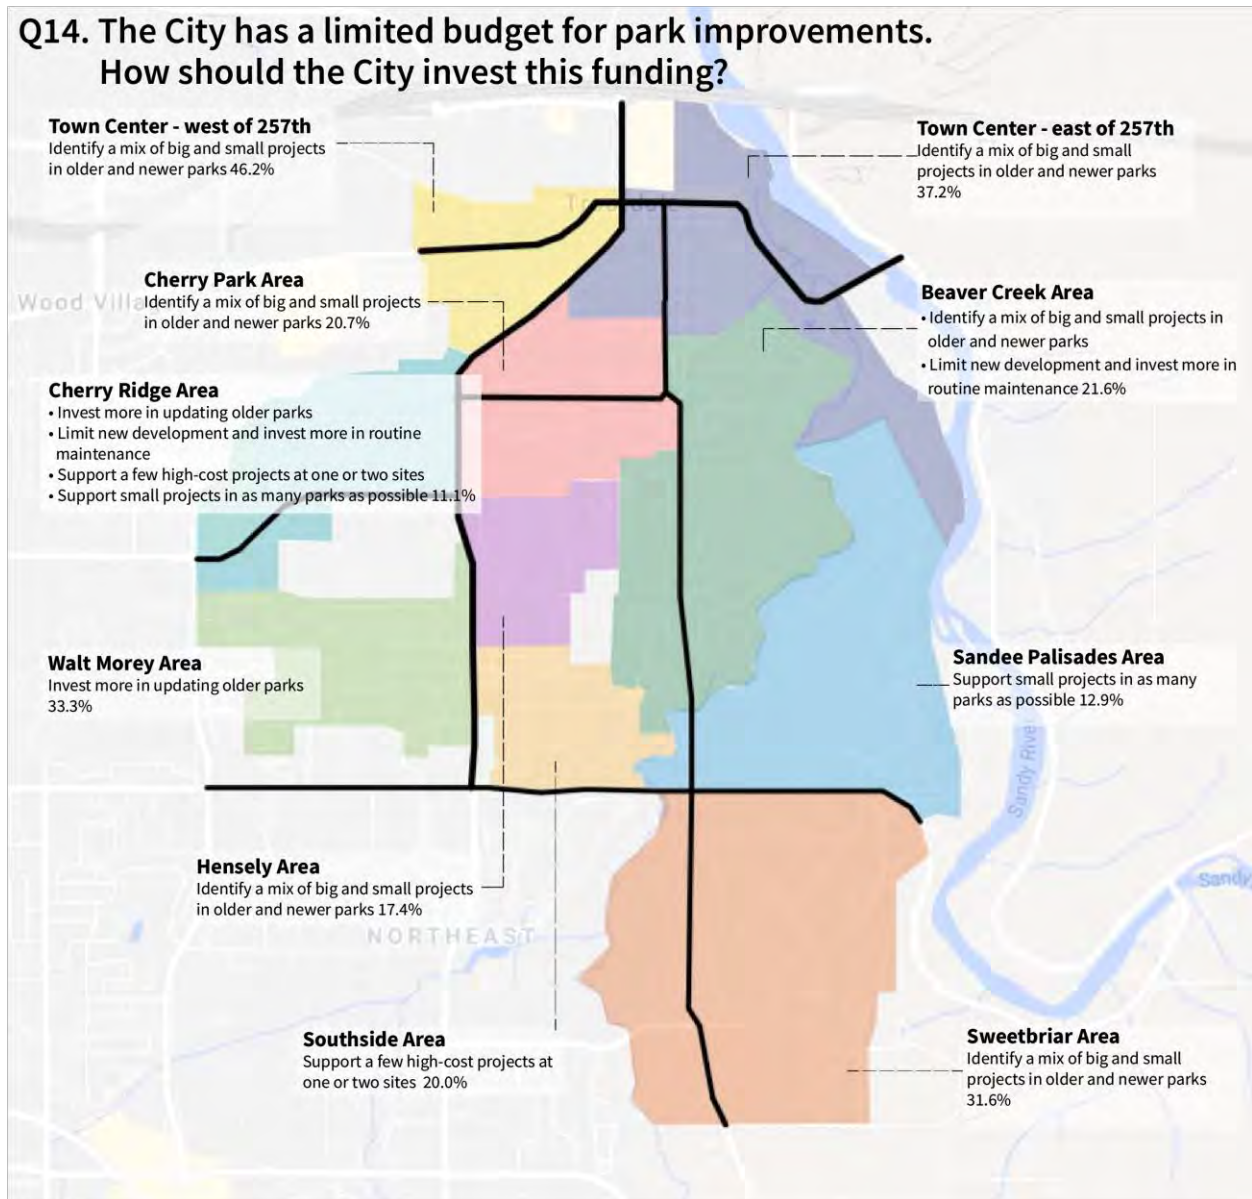 Q14. The City has a limited budget for park improvements.
How should the City invest this funding?
Town Center - west of 257th
Identify a mix of big and small projects
in older and newer parks 46.2%
Town Center - east of 257th
Identify a mix of big and small
projects in older and newer parks
37.2%
Cherry Park Area
Identify a mix of big and small projects
in older and newer parks 20.7%
Wood Villa
Beaver Creek Area
• Identify a mix of big and small projects in
older and newer parks
• Limit new development and invest more in
routine maintenance 21.6%
Cherry Ridge Area
• Invest more in updating older parks
• Limit new development and invest more in routine
maintenance
• Support a few high-cost projects at one or two sites
• Support small projects in as many parks as possible 11.1%
Walt Morey Area
Invest more in updating older parks
33.3%
Sandee Palisades Area
Support small projects in as many
parks as possible 12.9%
Sandy River
Hensely Area
Identify a mix of big and small projects
in older and newer parks 17.4%
Sandy
NORTHEAST
Southside Area
Support a few high-cost projects at
one or two sites 20.0%
Sweetbriar Area
Identify a mix of big and small
projects in older and newer parks
31.6%